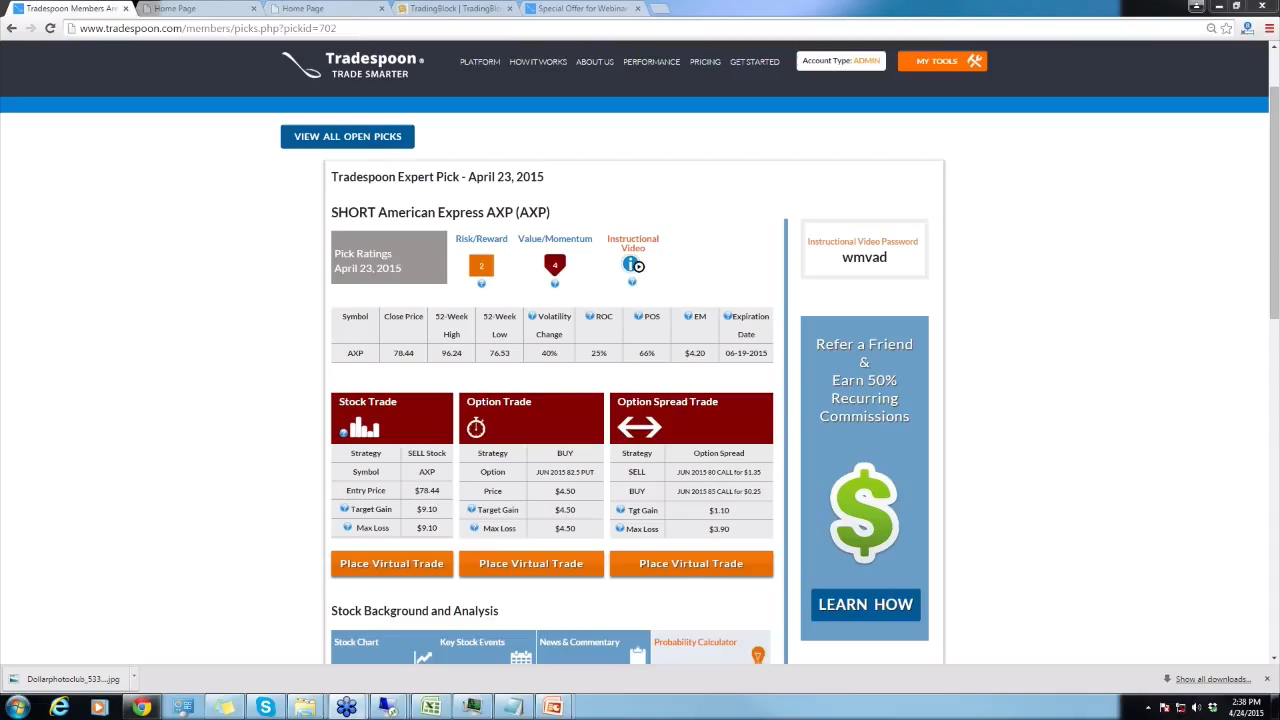 Tradespoon Members Are
Home Page
Home Page
TradingBlock | TradingBlo
Special Offer for Webinar
www.tradespoon.com/members/picks.php?pickid=702
Tradespoon®
TRADE SMARTER
PLATFORM HOW IT WORKS ABOUT US PERFORMANCE PRICING GET STARTED
Account Type: ADMIN
MY TOOLS
VIEW ALL OPEN PICKS
Tradespoon Expert Pick - April 23, 2015
SHORT American Express AXP (AXP)
Pick Ratings
April 23, 2015
Risk/Reward
2
Value/Momentum
4
Instructional
Video
Instructional Video Password
wmvad
Symbol Close Price 52-Week High 52-Week Low Volatility Change ROC POS EM Expiration Date
AXP 78.44 96.24 76.53 40% 25% 66% $4.20 06-19-2015
Stock Trade
Strategy SELL Stock
Symbol AXP
Entry Price $78.44
Target Gain $9.10
Max Loss $9.10
Place Virtual Trade
Option Trade
Strategy BUY
Option JUN 2015 82.5 PUT
Price $4.50
Target Gain $4.50
Max Loss $4.50
Place Virtual Trade
Option Spread Trade
Strategy Option Spread
SELL JUN 2015 80 CALL for $1.35
BUY JUN 2015 85 CALL for $0.25
Tgt Gain $1.10
Max Loss $3.90
Place Virtual Trade
Refer a Friend
&
Earn 50%
Recurring
Commissions
$
LEARN HOW
Stock Background and Analysis
Stock Chart
Key Stock Events
News & Commentary
Probability Calculator
Dollarphotoclub_533....jpg
Show all downloads...
2:38 PM
4/24/2015